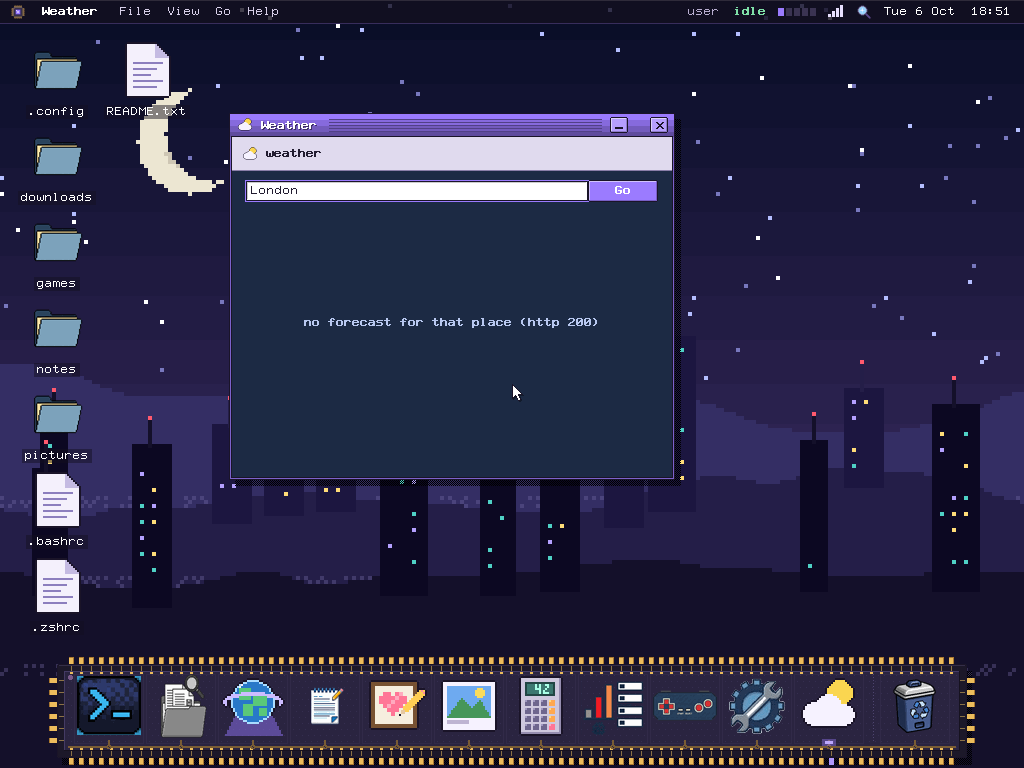 Weather File View Go Help user idle Tue 6 Oct 18:51
.config
README.txt
downloads
games
notes
pictures
.bashrc
.zshrc
Weather
weather
London
Go
no forecast for that place (http 200)
42